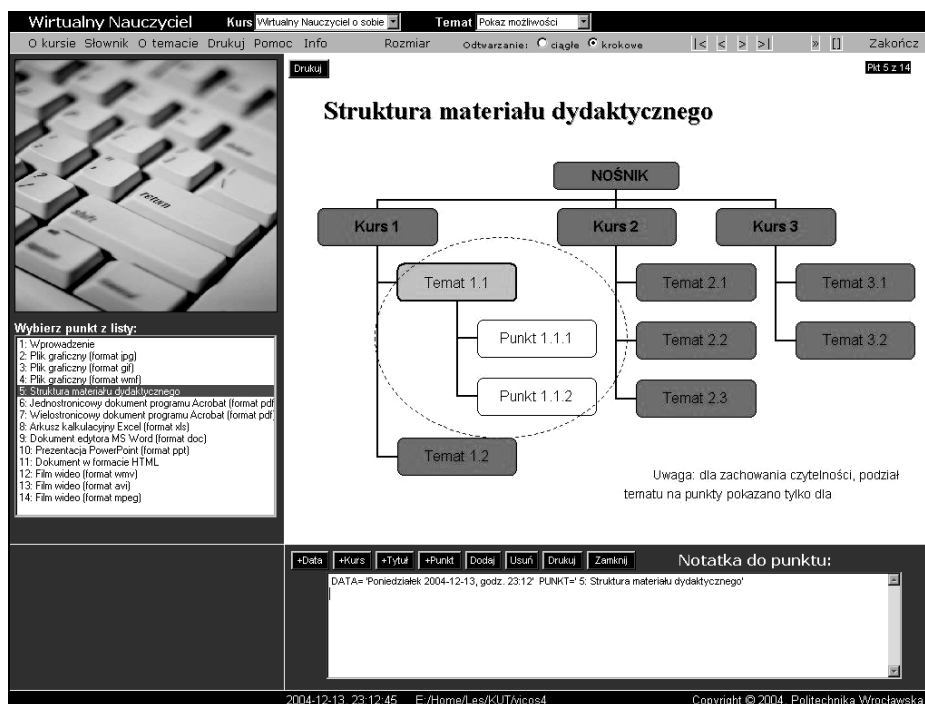 Wirtualny Nauczyciel Kurs Wirtualny Nauczyciel o sobie Temat Pokaz możliwości
O kursie Słownik O temacie Drukuj Pomoc Info Rozmiar Odtwarzanie: ciągłe krokowe |< < > >| » [] Zakończ
Drukuj Pkt 5 z 14
Struktura materiału dydaktycznego
NOŚNIK
Kurs 1 Kurs 2 Kurs 3
Temat 1.1 Temat 2.1 Temat 3.1
Punkt 1.1.1 Temat 2.2 Temat 3.2
Punkt 1.1.2 Temat 2.3
Temat 1.2
Uwaga: dla zachowania czytelności, podział
tematu na punkty pokazano tylko dla
return
shift
Wybierz punkt z listy:
1: Wprowadzenie
2: Plik graficzny (format jpg)
3: Plik graficzny (format gif)
4: Plik graficzny (format wmf)
5: Struktura materiału dydaktycznego
6: Jednostronicowy dokument programu Acrobat (format pdf
7: Wielostronicowy dokument programu Acrobat (format pdf
8: Arkusz kalkulacyjny Excel (format xls)
9: Dokument edytora MS Word (format doc)
10: Prezentacja PowerPoint (format ppt)
11: Dokument w formacie HTML
12: Film wideo (format wmv)
13: Film wideo (format avi)
14: Film wideo (format mpeg)
+Data +Kurs +Tytuł +Punkt Dodaj Usuń Drukuj Zamknij Notatka do punktu:
DATA= 'Poniedziałek 2004-12-13, godz. 23:12' PUNKT=' 5: Struktura materiału dydaktycznego'
2004-12-13, 23:12:45 E:/Home/Les/KUT/vicos4 Copyright © 2004, Politechnika Wrocławska